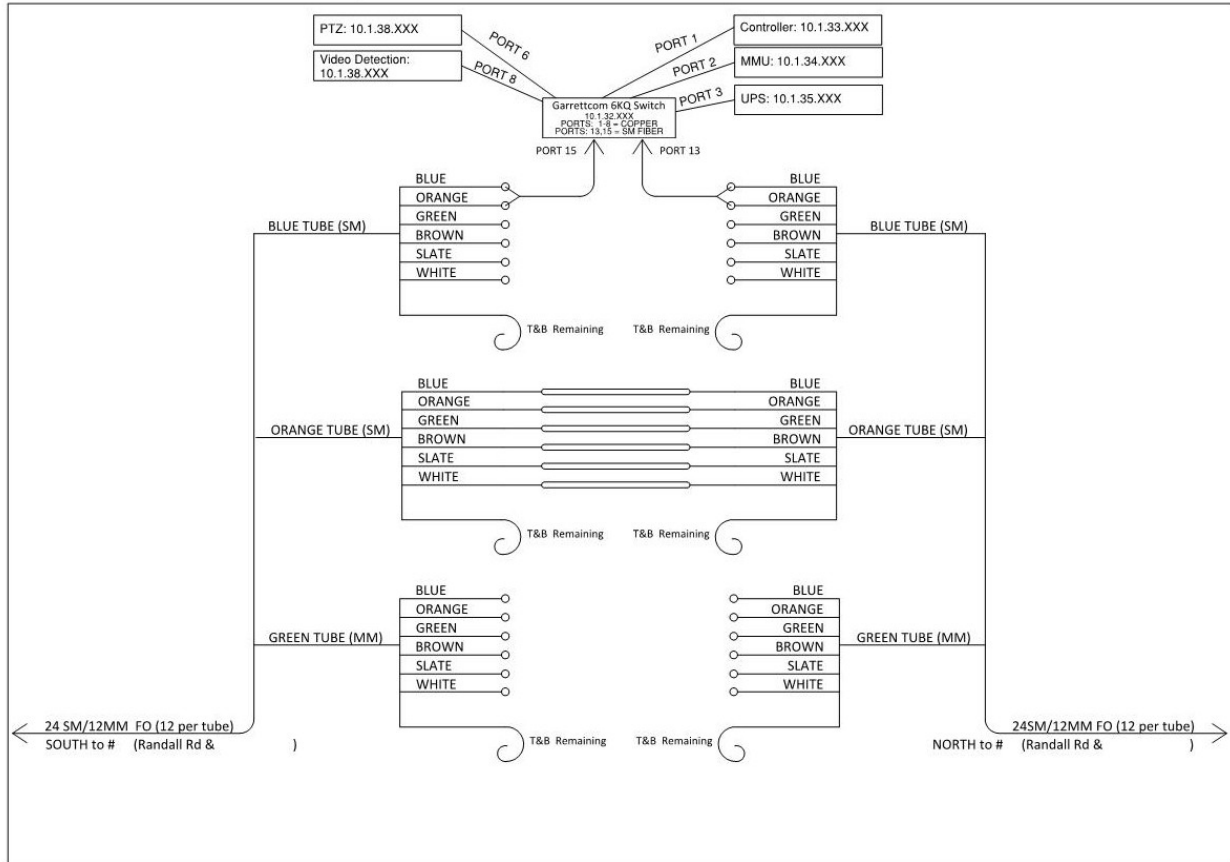 PTZ: 10.1.38.XXX
Controller: 10.1.33.XXX
PORT 6
PORT 1
Video Detection:
10.1.38.XXX
PORT 8
PORT 2
MMU: 10.1.34.XXX
PORT 3
UPS: 10.1.35.XXX
Garrettcom 6KQ Switch
10.1.32.XXX
PORTS: 1-8 = COPPER
PORTS: 13,15 = SM FIBER
PORT 15
PORT 13
BLUE
ORANGE
GREEN
BROWN
SLATE
WHITE
BLUE TUBE (SM)
T&B Remaining
BLUE
ORANGE
GREEN
BROWN
SLATE
WHITE
BLUE TUBE (SM)
T&B Remaining
BLUE
ORANGE
GREEN
BROWN
SLATE
WHITE
ORANGE TUBE (SM)
T&B Remaining
BLUE
ORANGE
GREEN
BROWN
SLATE
WHITE
ORANGE TUBE (SM)
T&B Remaining
BLUE
ORANGE
GREEN
BROWN
SLATE
WHITE
GREEN TUBE (MM)
T&B Remaining
BLUE
ORANGE
GREEN
BROWN
SLATE
WHITE
GREEN TUBE (MM)
T&B Remaining
24 SM/12MM FO (12 per tube)
SOUTH to # (Randall Rd & )
24SM/12MM FO (12 per tube)
NORTH to # (Randall Rd & )